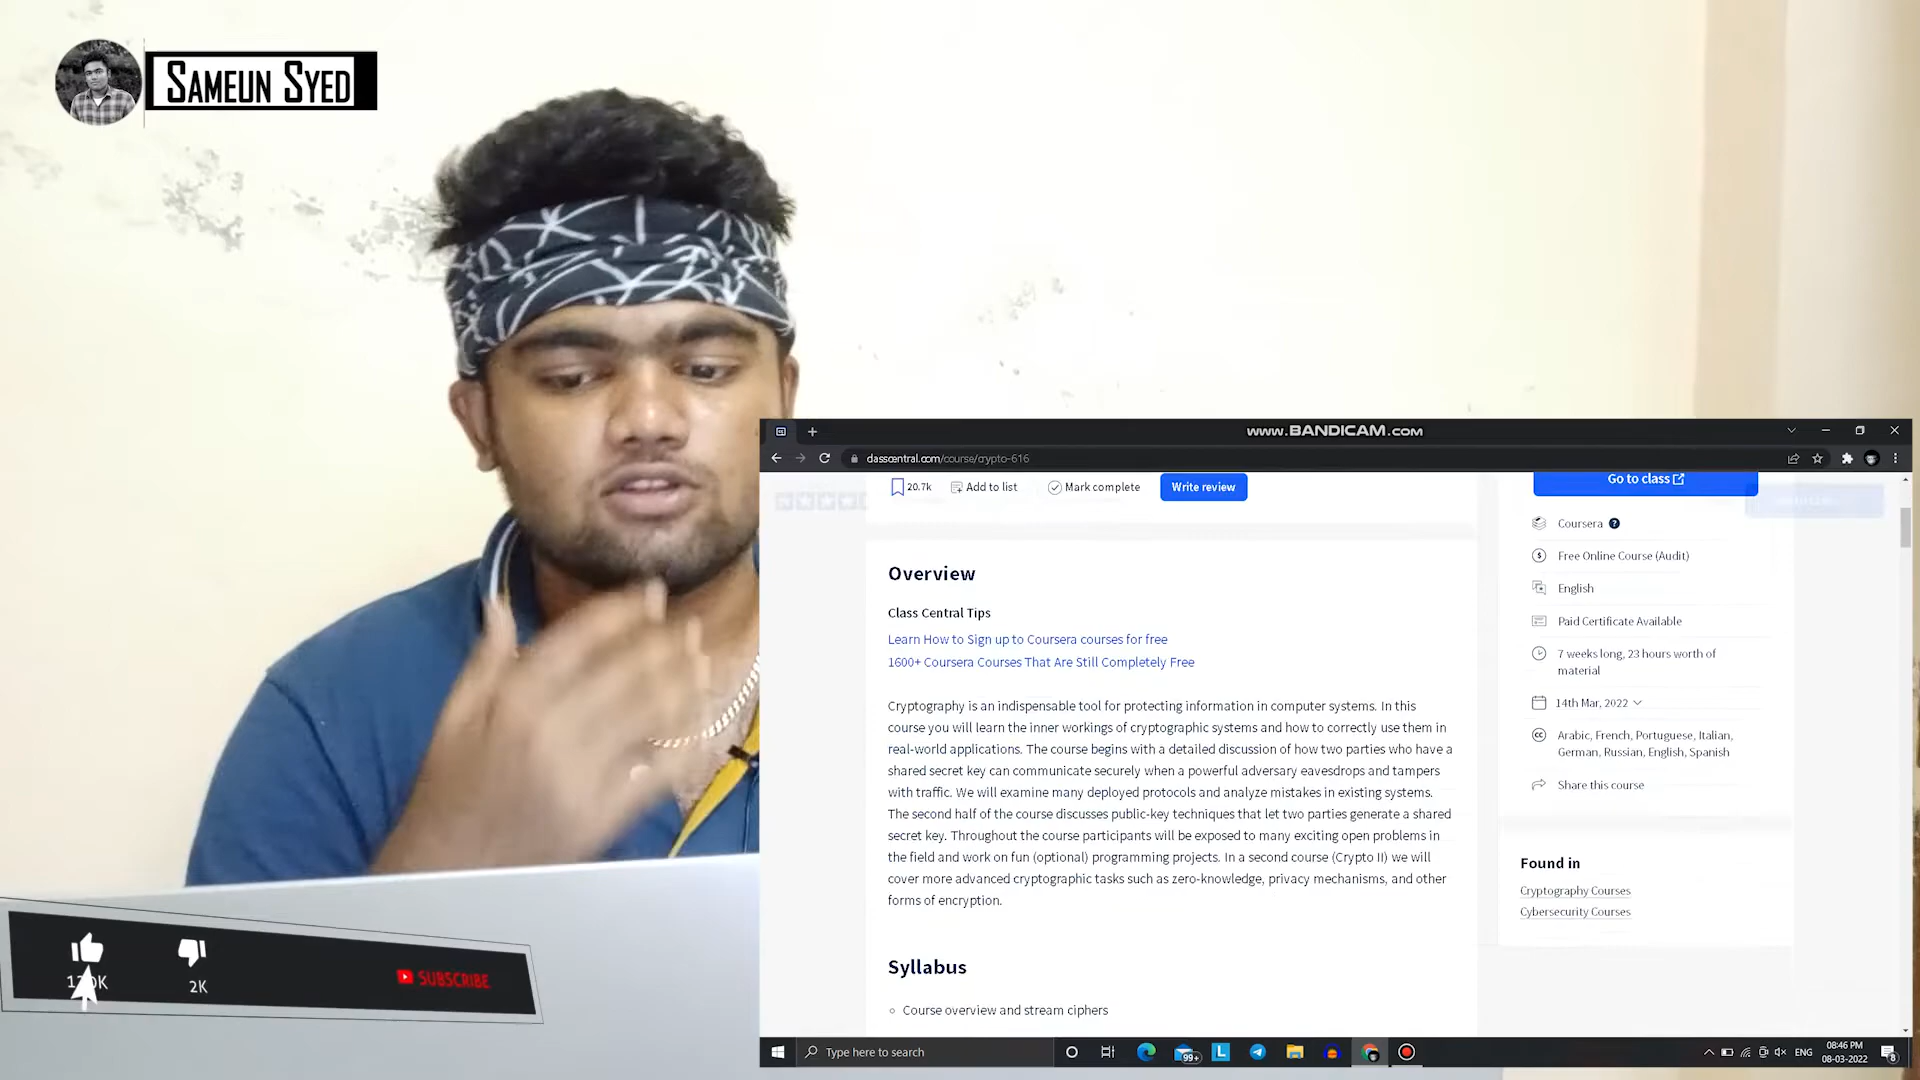 SAMEUN SYED
www.BANDICAM.com
classcentral.com/course/crypto-616
20.7k
Add to list
Mark complete
Write review
Overview
Class Central Tips
Learn How to Sign up to Coursera courses for free
1600+ Coursera Courses That Are Still Completely Free
Cryptography is an indispensable tool for protecting information in computer systems. In this
course you will learn the inner workings of cryptographic systems and how to correctly use them in
real-world applications. The course begins with a detailed discussion of how two parties who have a
shared secret key can communicate securely when a powerful adversary eavesdrops and tampers
with traffic. We will examine many deployed protocols and analyze mistakes in existing systems.
The second half of the course discusses public-key techniques that let two parties generate a shared
secret key. Throughout the course participants will be exposed to many exciting open problems in
the field and work on fun (optional) programming projects. In a second course (Crypto II) we will
cover more advanced cryptographic tasks such as zero-knowledge, privacy mechanisms, and other
forms of encryption.
Syllabus
Course overview and stream ciphers
Go to class
Coursera
Free Online Course (Audit)
English
Paid Certificate Available
7 weeks long, 23 hours worth of
material
14th Mar, 2022
Arabic, French, Portuguese, Italian,
German, Russian, English, Spanish
Share this course
Found in
Cryptography Courses
Cybersecurity Courses
2K
SUBSCRIBE
Type here to search
99+
L
ENG
08:46 PM
08-03-2022
8